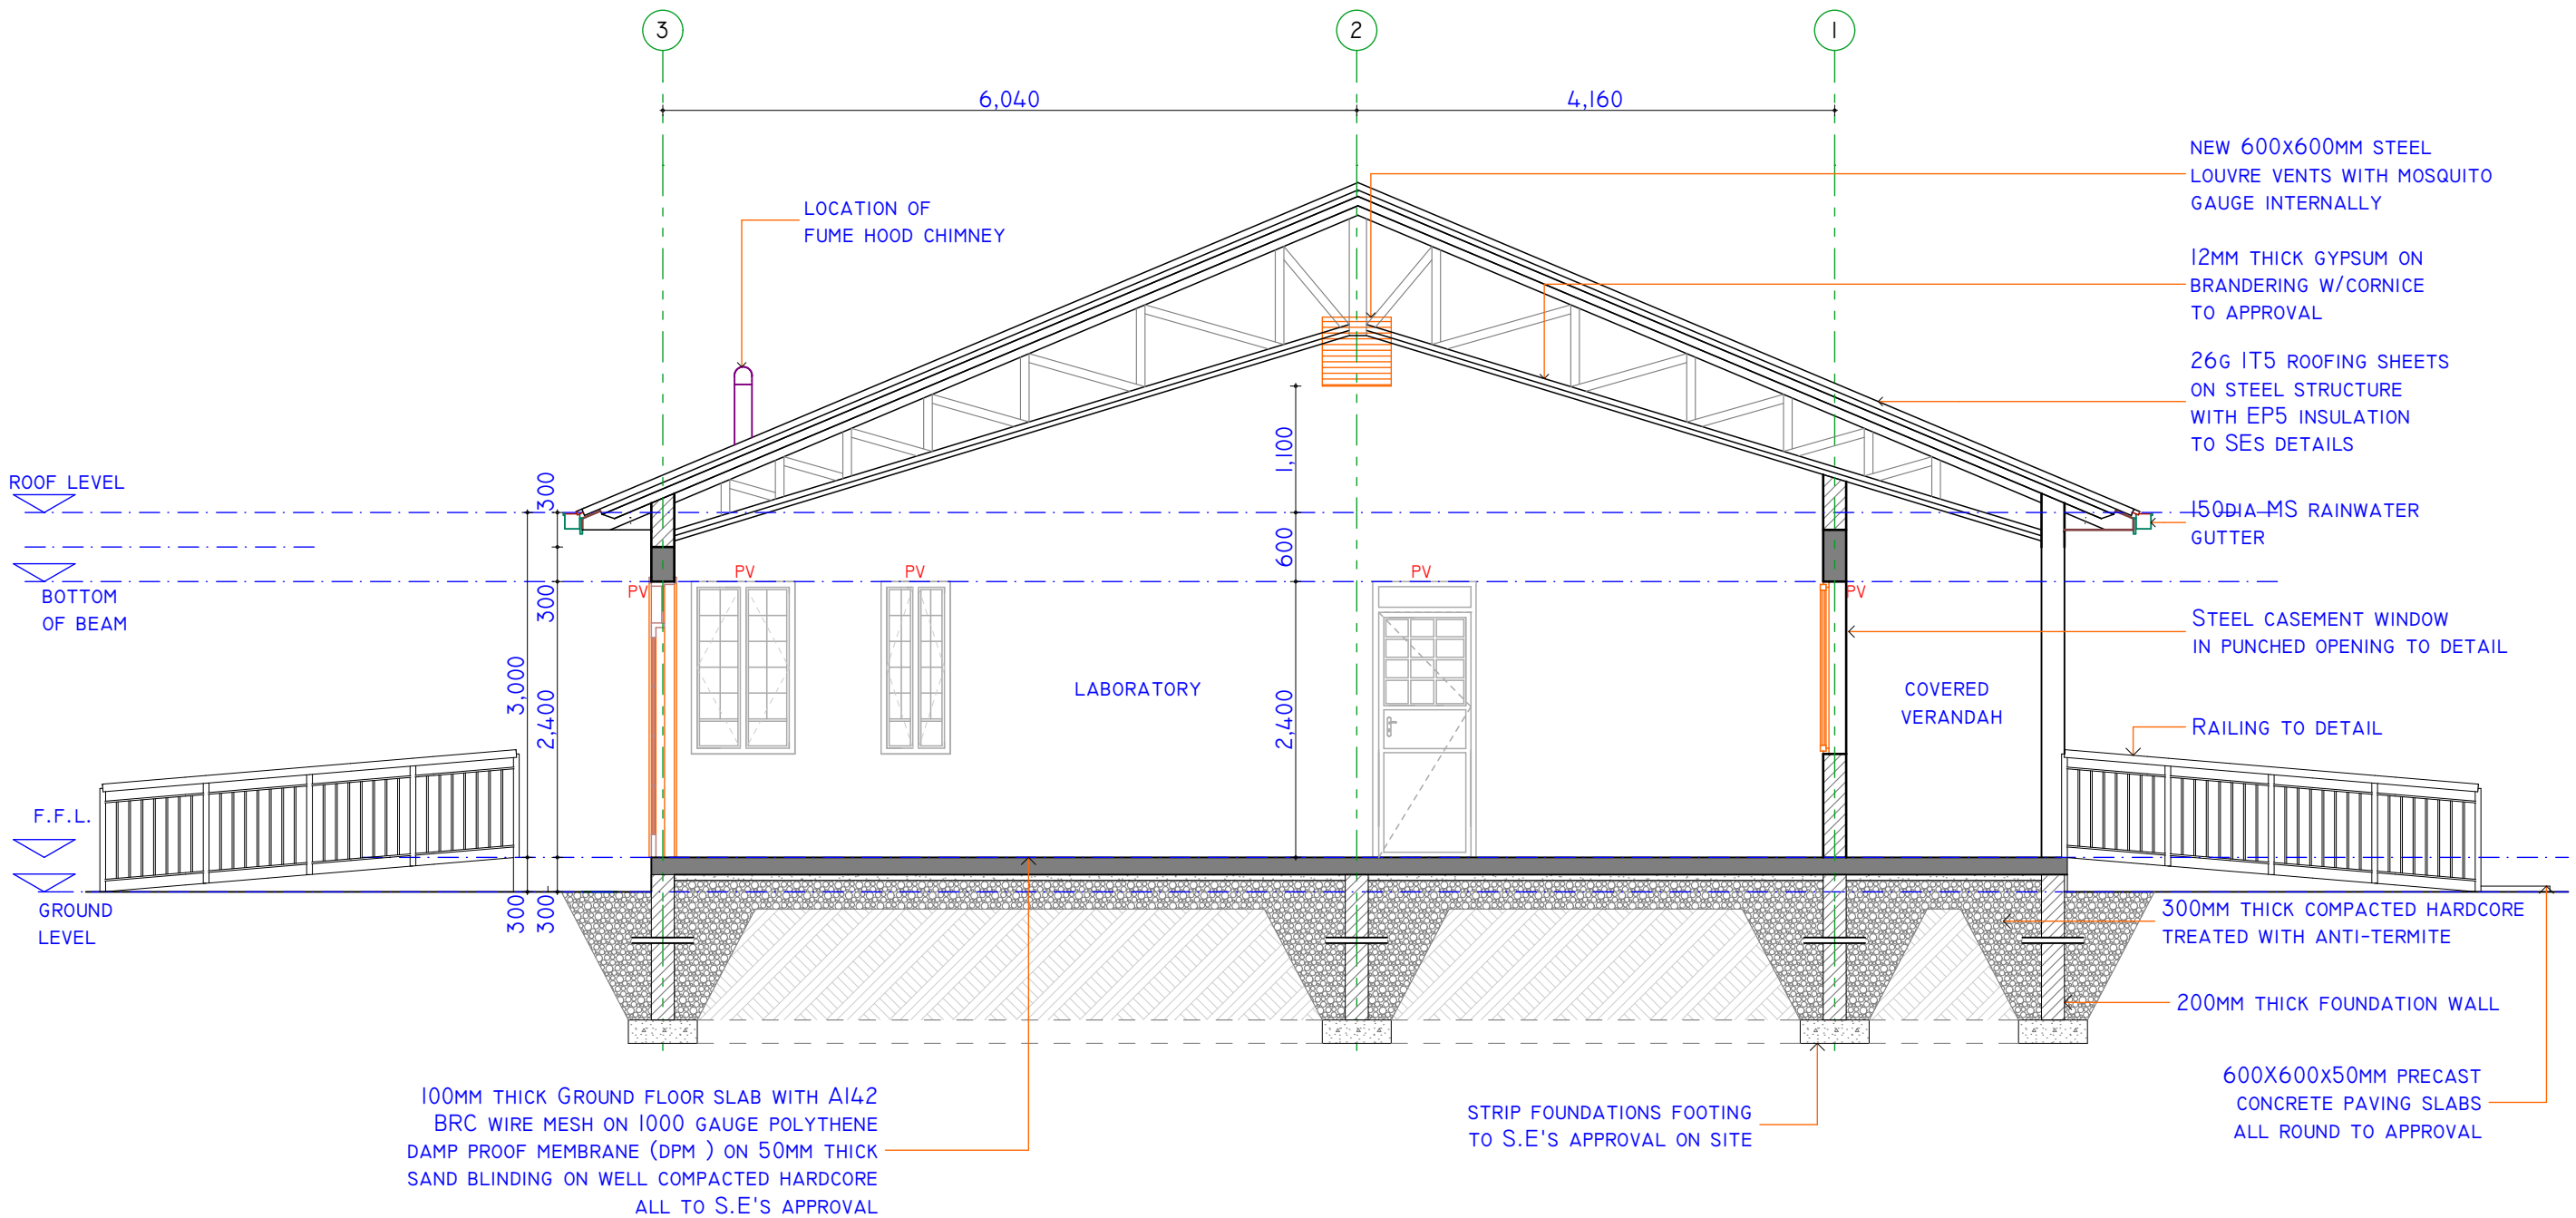 3
2
1
6,040
4,160
NEW 600X600MM STEEL
LOUVRE VENTS WITH MOSQUITO
GAUGE INTERNALLY
LOCATION OF
FUME HOOD CHIMNEY
12MM THICK GYPSUM ON
BRANDERING W/CORNICE
TO APPROVAL
26G IT5 ROOFING SHEETS
ON STEEL STRUCTURE
WITH EP5 INSULATION
TO SES DETAILS
ROOF LEVEL
300
1,100
150DIA MS RAINWATER
GUTTER
600
PV
PV
PV
PV
PV
BOTTOM
OF BEAM
300
STEEL CASEMENT WINDOW
IN PUNCHED OPENING TO DETAIL
3,000
2,400
2,400
LABORATORY
COVERED
VERANDAH
RAILING TO DETAIL
F.F.L.
GROUND
LEVEL
300
300
300MM THICK COMPACTED HARDCORE
TREATED WITH ANTI-TERMITE
200MM THICK FOUNDATION WALL
600X600X50MM PRECAST
CONCRETE PAVING SLABS
ALL ROUND TO APPROVAL
100MM THICK GROUND FLOOR SLAB WITH A142
BRC WIRE MESH ON 1000 GAUGE POLYTHENE
DAMP PROOF MEMBRANE (DPM ) ON 50MM THICK
SAND BLINDING ON WELL COMPACTED HARDCORE
ALL TO S.E'S APPROVAL
STRIP FOUNDATIONS FOOTING
TO S.E'S APPROVAL ON SITE